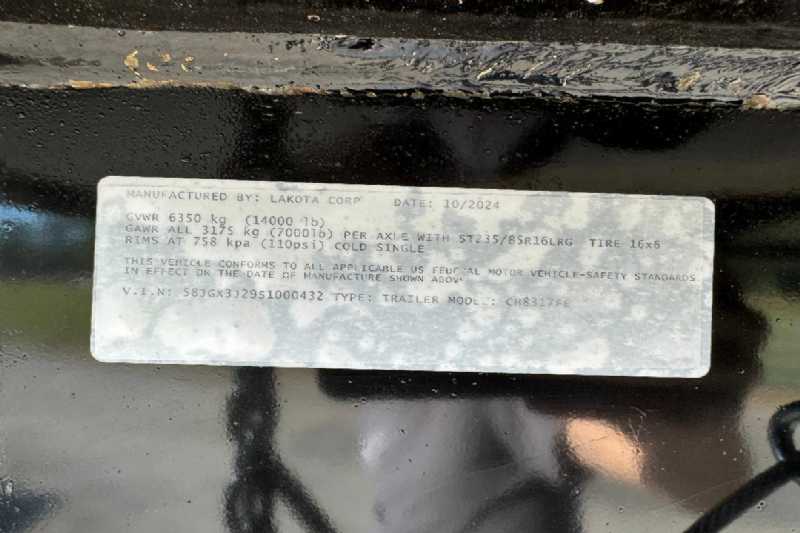 MANUFACTURED BY: LAKOTA CORP DATE: 10/2024
GVWR 6350 kg (14000 lb)
GAWR ALL 3175 kg (7000lb) PER AXLE WITH ST235/85R16LRG TIRE 16x6
RIMS AT 758 kpa (110psi) COLD SINGLE
THIS VEHICLE CONFORMS TO ALL APPLICABLE US FEDERAL MOTOR VEHICLE-SAFETY STANDARDS
IN EFFECT ON THE DATE OF MANUFACTURE SHOWN ABOVE
V.I.N: TYPE: TRAILER MODEL: